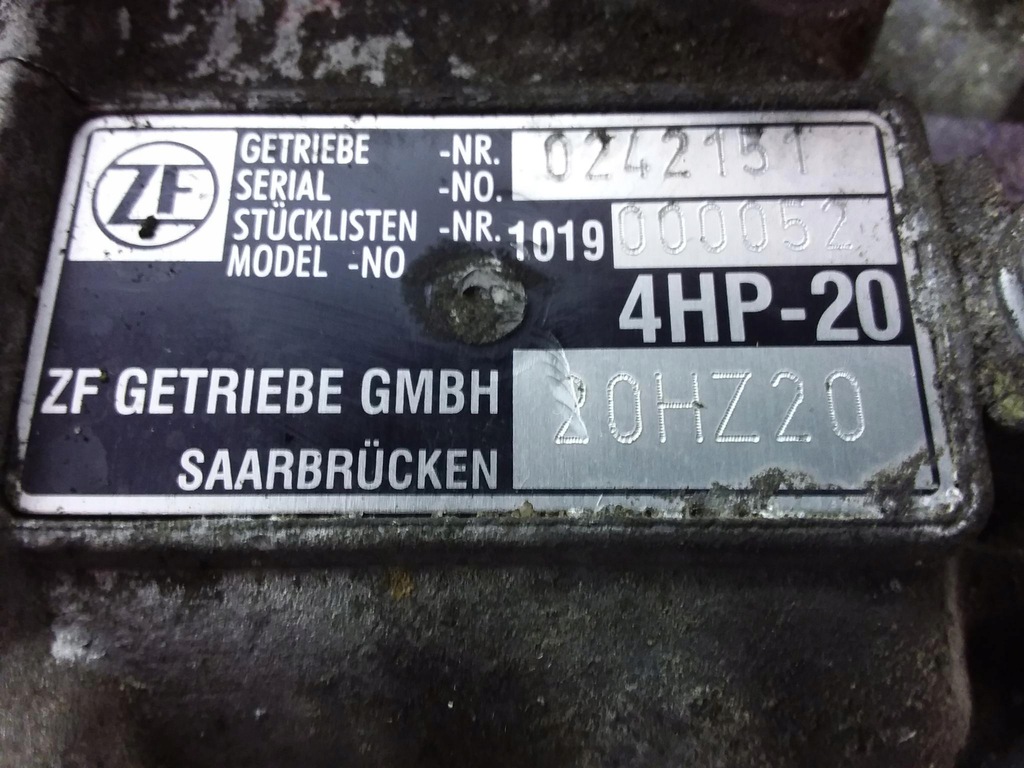 ZF
GETRIEBE -NR. 0242151
SERIAL -NO.
STÜCKLISTEN -NR. 1019 000052
MODEL -NO
4HP-20
ZF GETRIEBE GMBH 20HZ20
SAARBRÜCKEN